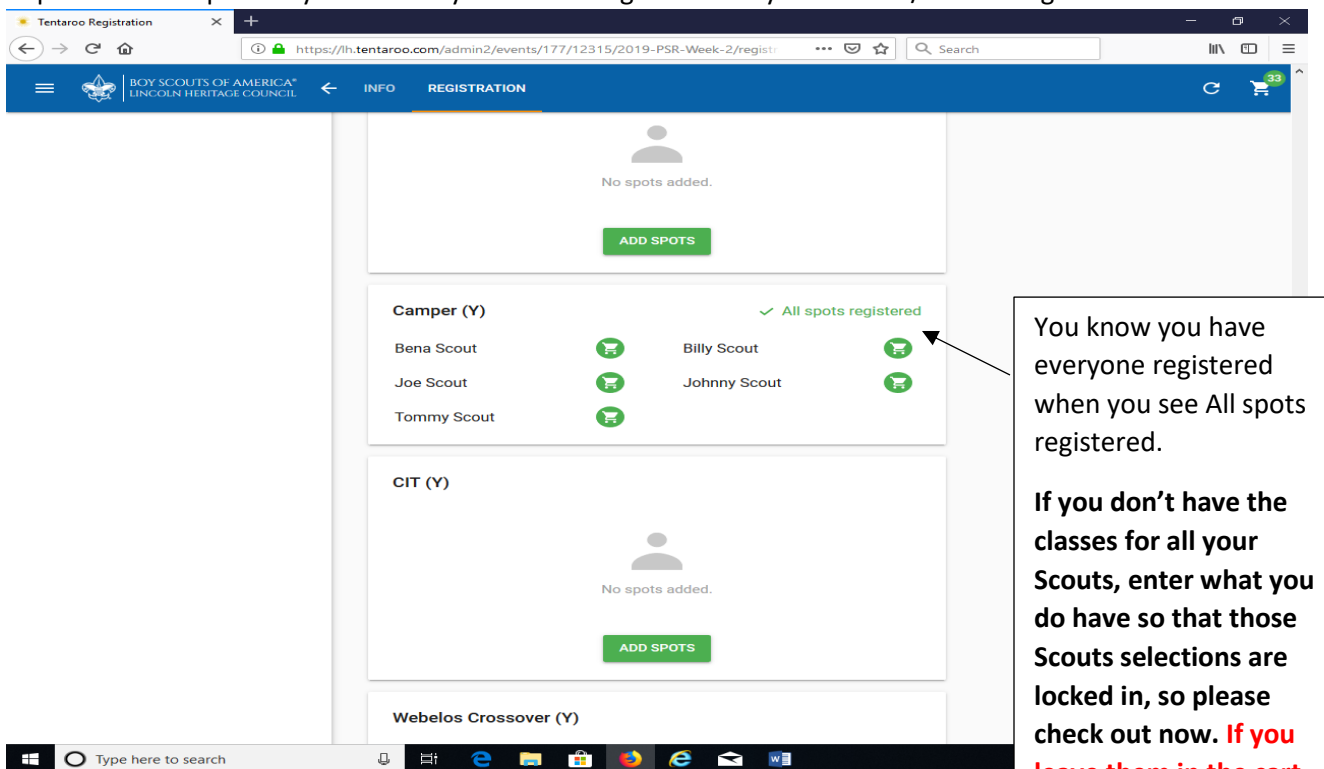 Tentaroo Registration
https://lh.tentaroo.com/admin2/events/177/12315/2019-PSR-Week-2/registr
Search
BOY SCOUTS OF AMERICA®
LINCOLN HERITAGE COUNCIL
INFO
REGISTRATION
33
No spots added.
ADD SPOTS
Camper (Y)
All spots registered
Bena Scout
Billy Scout
Joe Scout
Johnny Scout
Tommy Scout
CIT (Y)
No spots added.
ADD SPOTS
Webelos Crossover (Y)
Type here to search
You know you have
everyone registered
when you see All spots
registered.
If you don’t have the
classes for all your
Scouts, enter what you
do have so that those
Scouts selections are
locked in, so please
check out now. If you
leave them in the cart